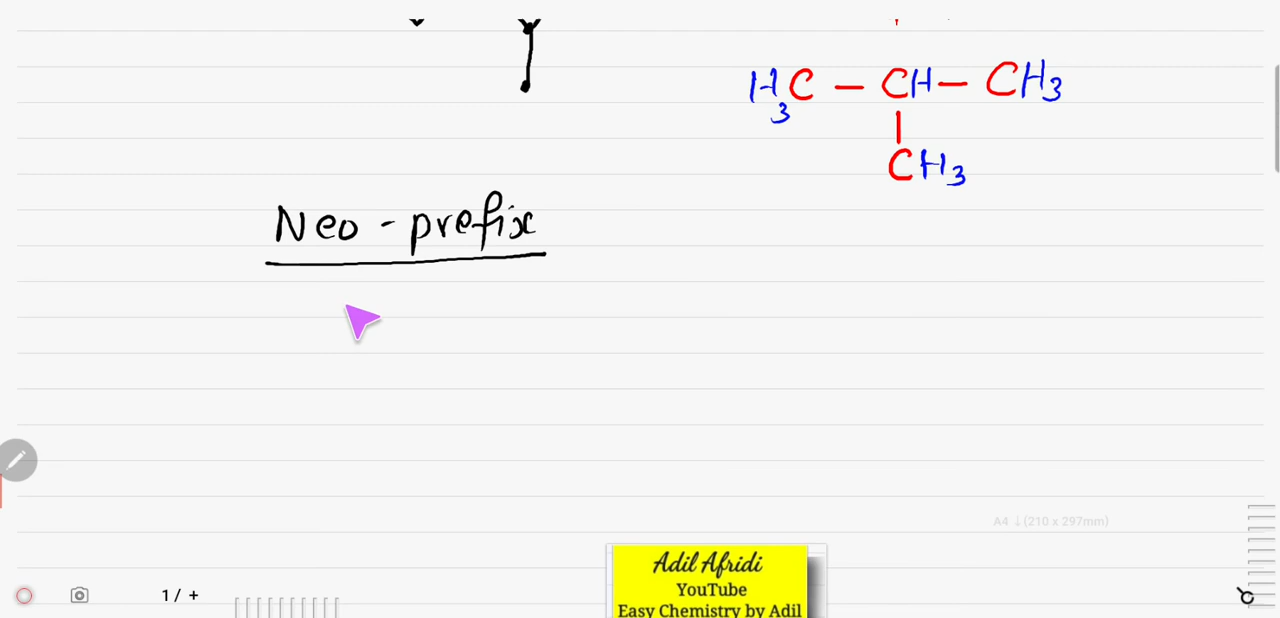 H3C — CH — CH3
CH3
Neo - prefix
A4 ↓ (210 x 297mm)
Adil Afridi
YouTube
Easy Chemistry by Adil
1 / +